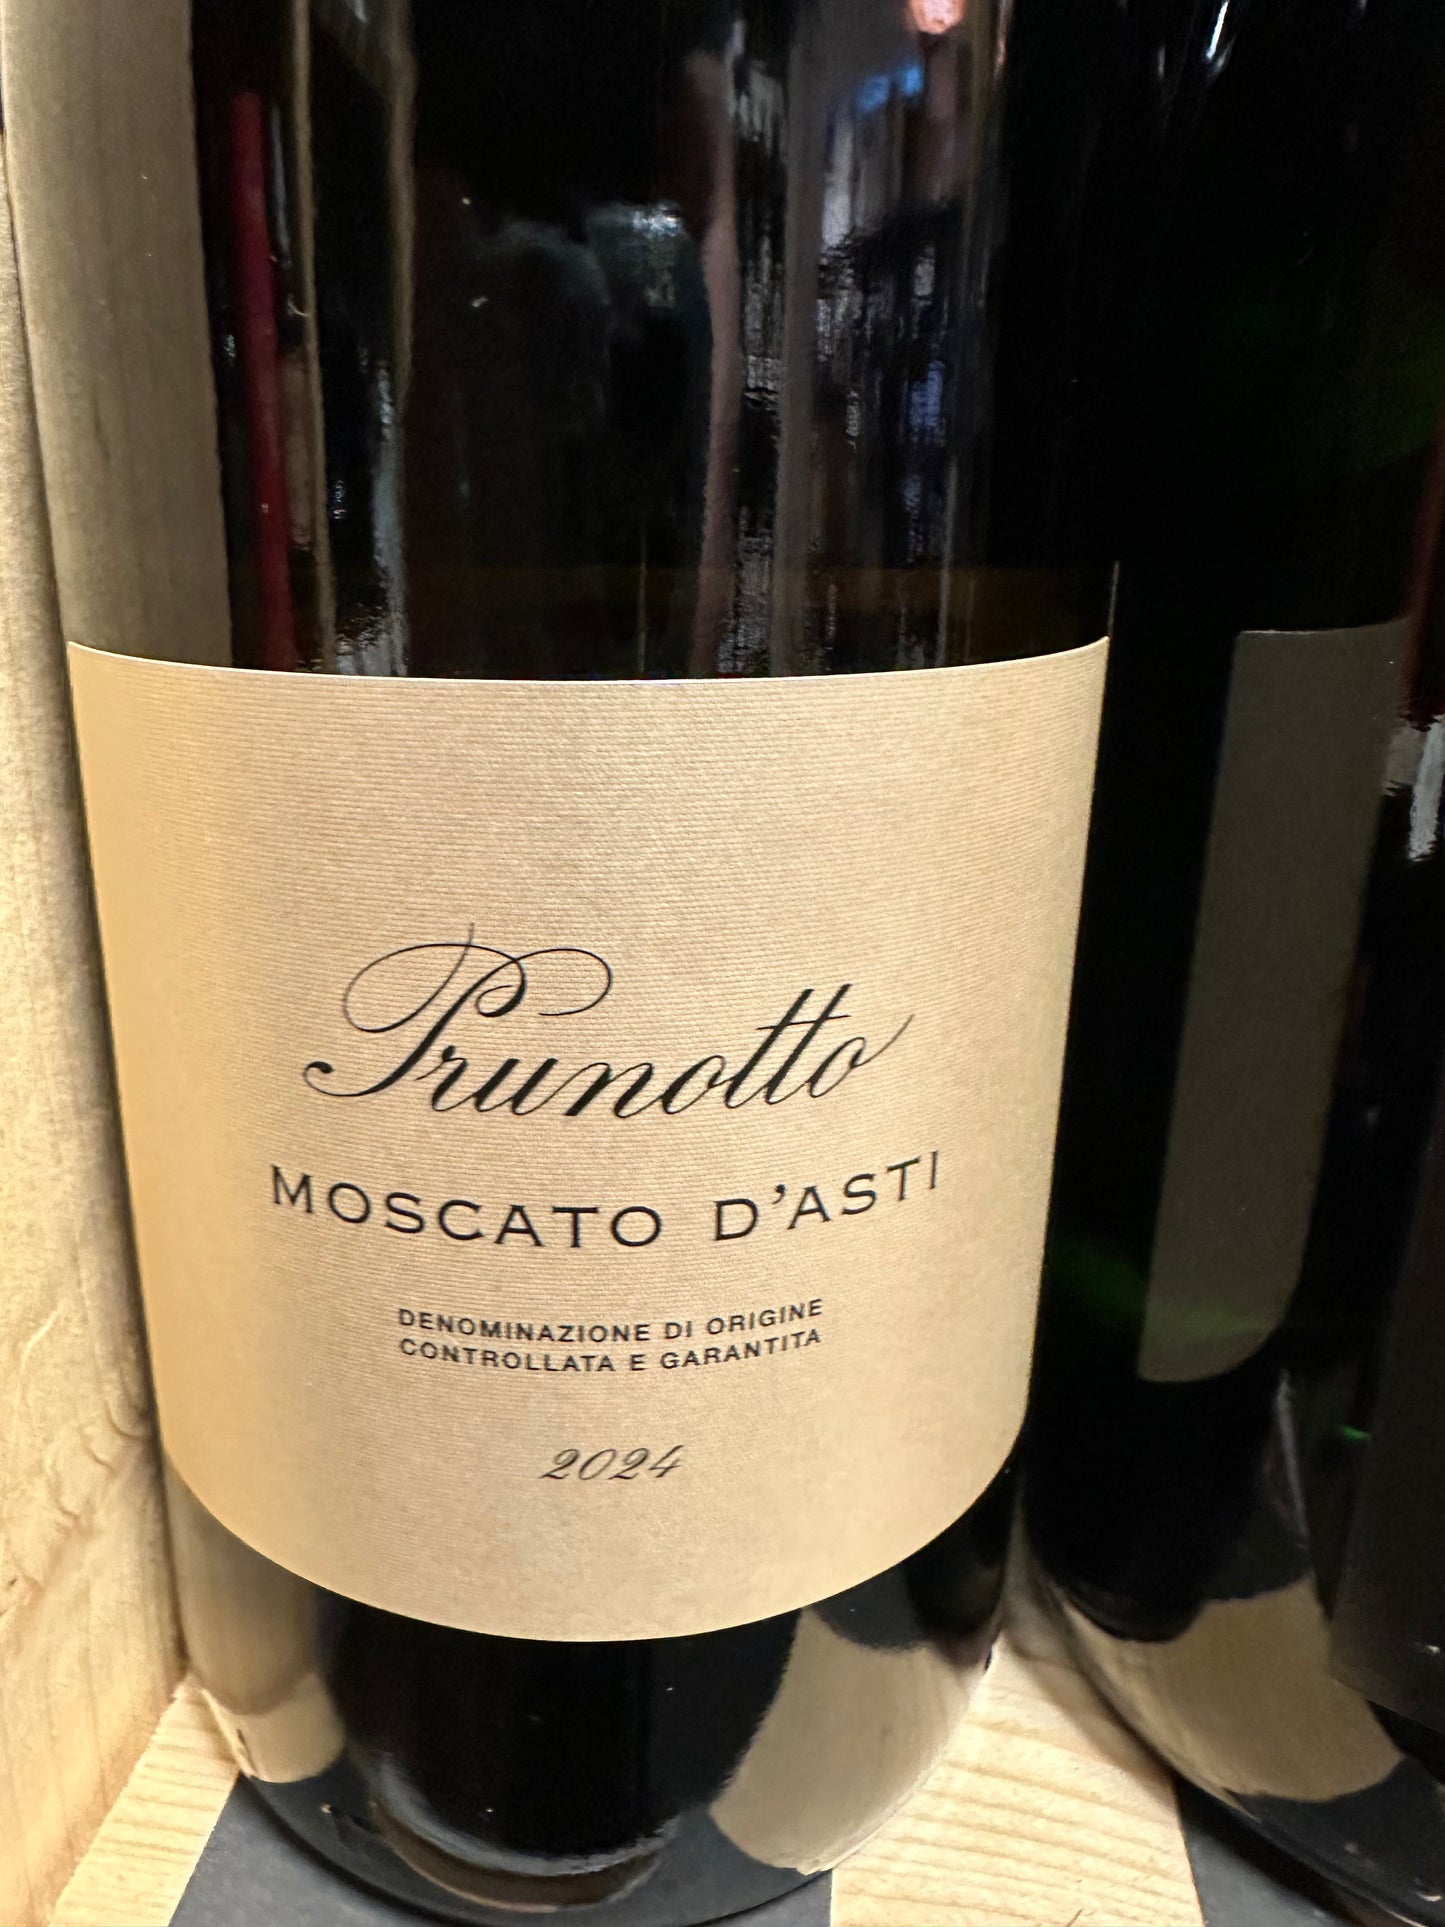 Prunotto
MOSCATO D'ASTI
DENOMINAZIONE DI ORIGINE
CONTROLLATA E GARANTITA
2024